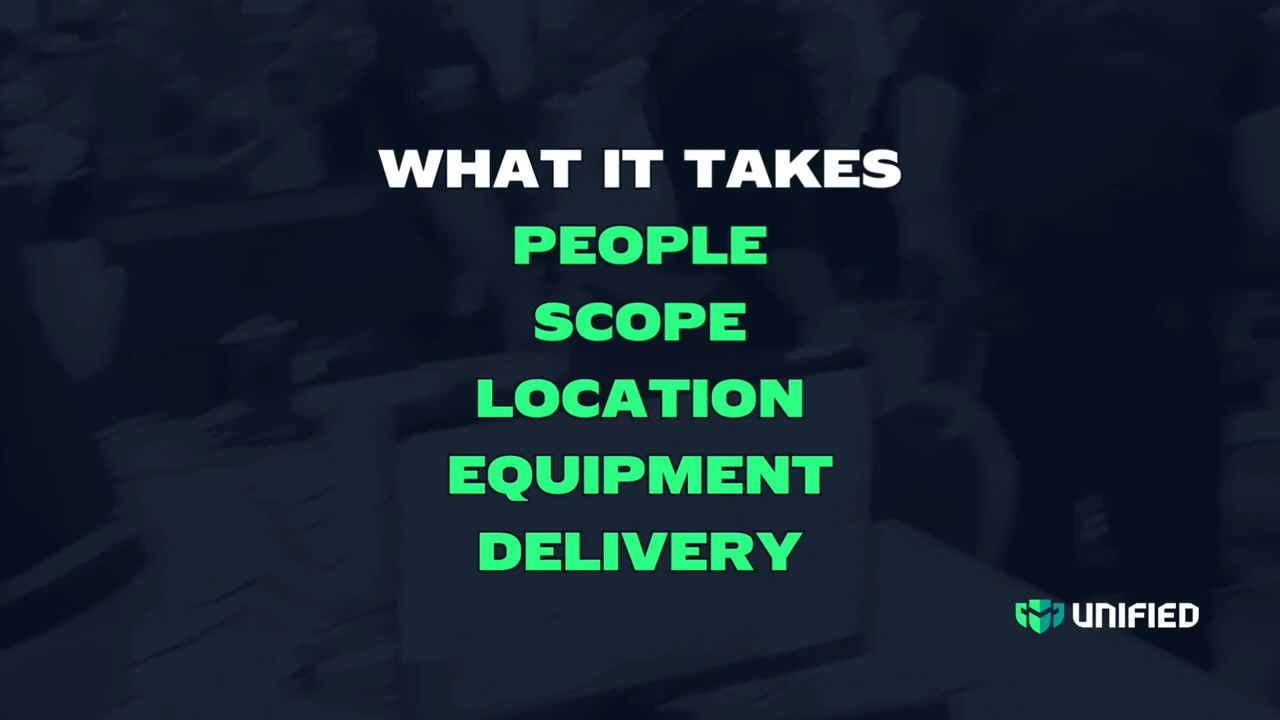 WHAT IT TAKES
PEOPLE
SCOPE
LOCATION
EQUIPMENT
DELIVERY
UNIFIED